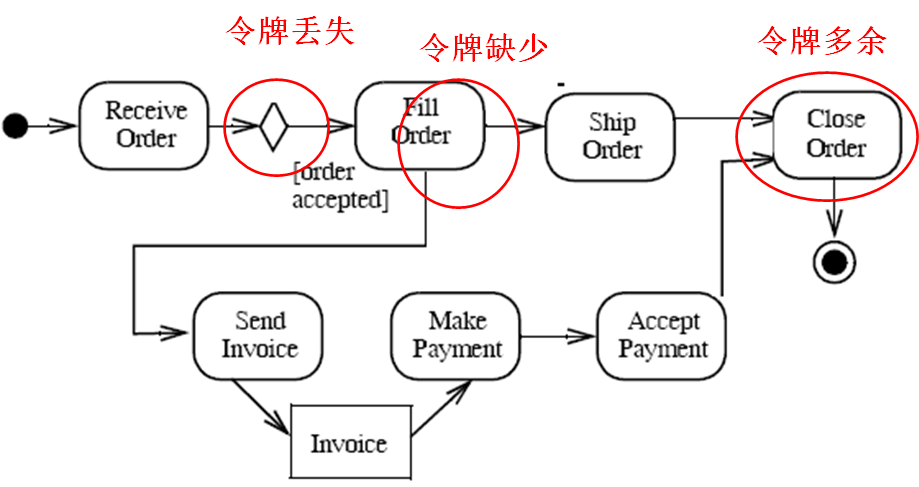 令牌丢失
令牌缺少
令牌多余
Receive
Order
Fill
Order
Ship
Order
Close
Order
[order
accepted]
Send
Invoice
Make
Payment
Accept
Payment
Invoice